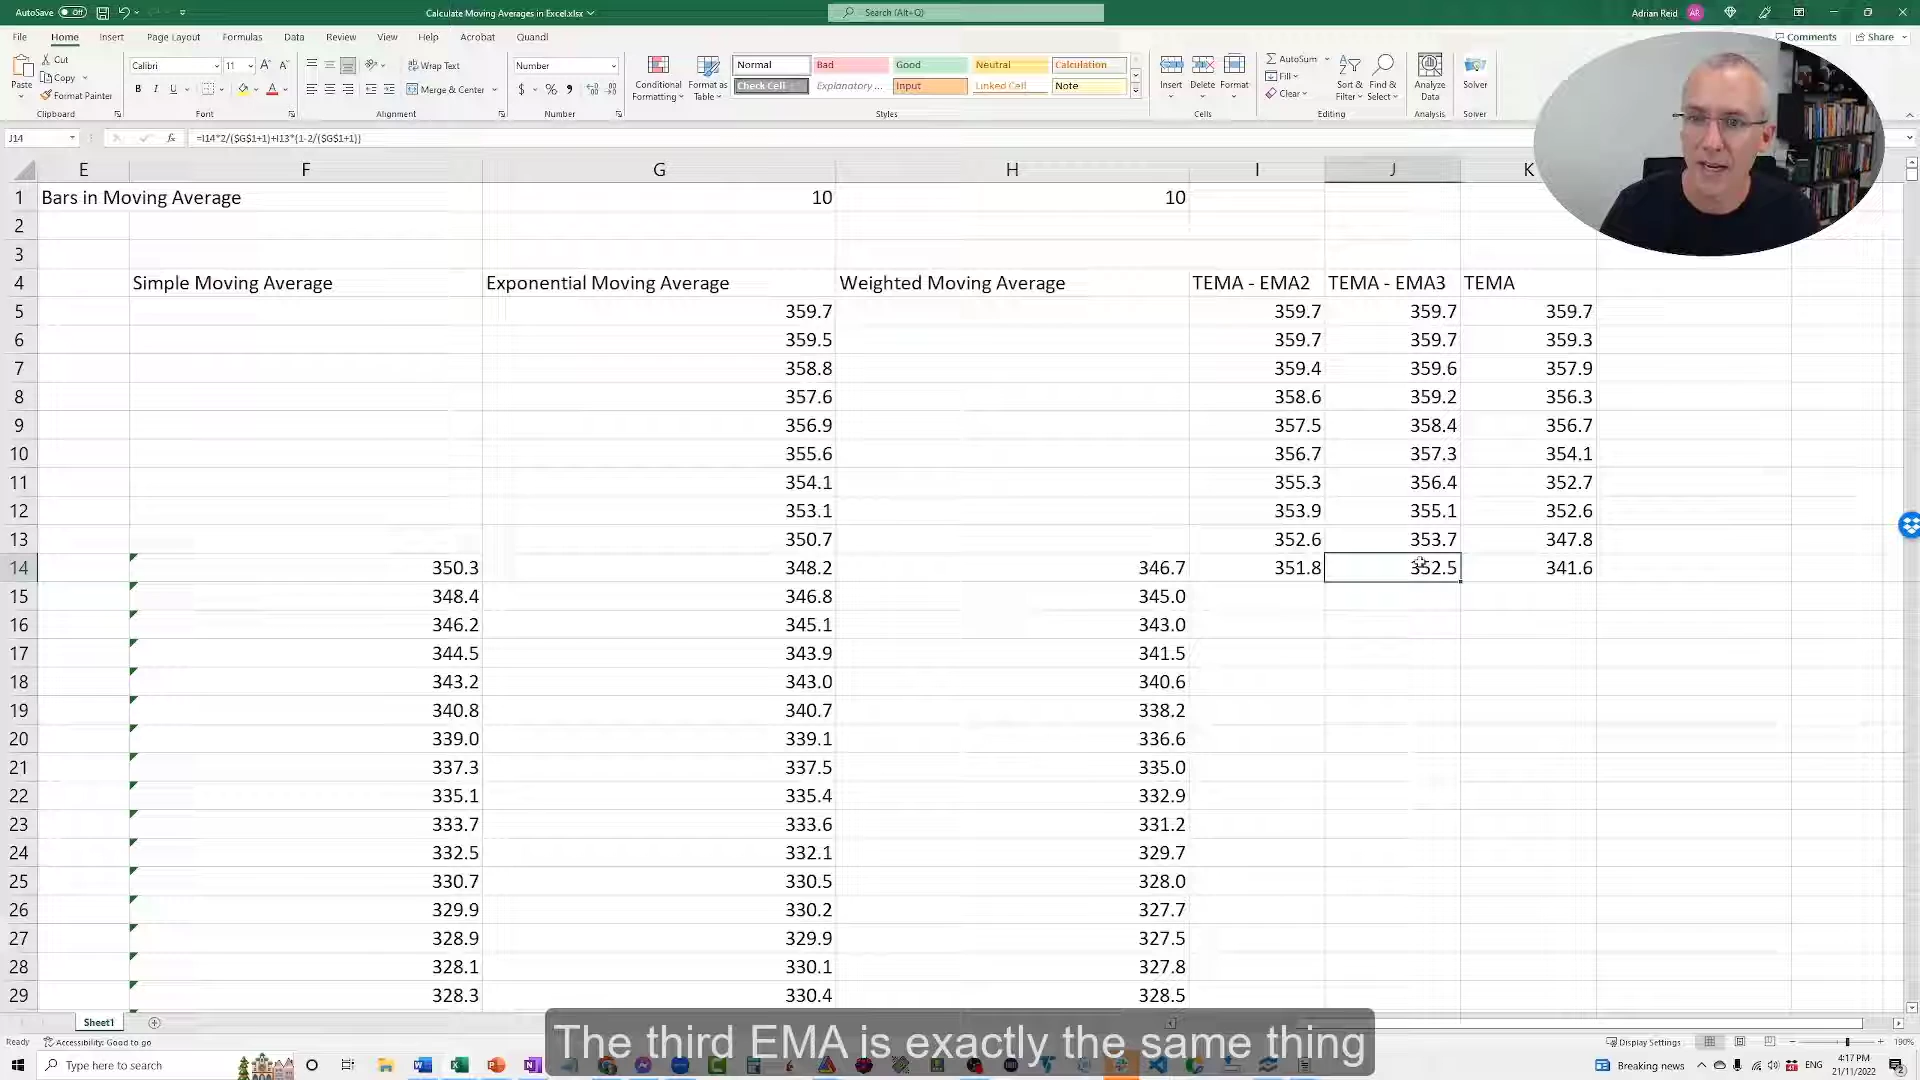 AutoSave Off Calculate Moving Averages in Excel.xlsx Search (Alt+Q) Adrian Reid AR
File Home Insert Page Layout Formulas Data Review View Help Acrobat Quandl Comments Share
Paste Cut Copy Format Painter Clipboard
Calibri 11 B I U Font
Wrap Text Merge & Center Alignment
Number $ % Number
Conditional Formatting Format as Table
Normal Bad Good Neutral Calculation
Check Cell Explanatory ... Input Linked Cell Note
Styles
Insert Delete Format Cells
AutoSum Fill Clear Sort & Filter Find & Select Editing
Analyze Data Analysis
Solver Solver
J14 fx =I14*2/($G$1+1)+I13*(1-2/($G$1+1))
E F G H I J K
1 Bars in Moving Average 10 10
2
3
4 Simple Moving Average Exponential Moving Average Weighted Moving Average TEMA - EMA2 TEMA - EMA3 TEMA
5 359.7 359.7 359.7 359.7
6 359.5 359.7 359.7 359.3
7 358.8 359.4 359.6 357.9
8 357.6 358.6 359.2 356.3
9 356.9 357.5 358.4 356.7
10 355.6 356.7 357.3 354.1
11 354.1 355.3 356.4 352.7
12 353.1 353.9 355.1 352.6
13 350.7 352.6 353.7 347.8
14 350.3 348.2 346.7 351.8 352.5 341.6
15 348.4 346.8 345.0
16 346.2 345.1 343.0
17 344.5 343.9 341.5
18 343.2 343.0 340.6
19 340.8 340.7 338.2
20 339.0 339.1 336.6
21 337.3 337.5 335.0
22 335.1 335.4 332.9
23 333.7 333.6 331.2
24 332.5 332.1 329.7
25 330.7 330.5 328.0
26 329.9 330.2 327.7
27 328.9 329.9 327.5
28 328.1 330.1 327.8
29 328.3 330.4 328.5
Sheet1
The third EMA is exactly the same thing
Ready Accessibility: Good to go Display Settings 190%
Type here to search Breaking news ENG 4:17 PM
21/11/2022